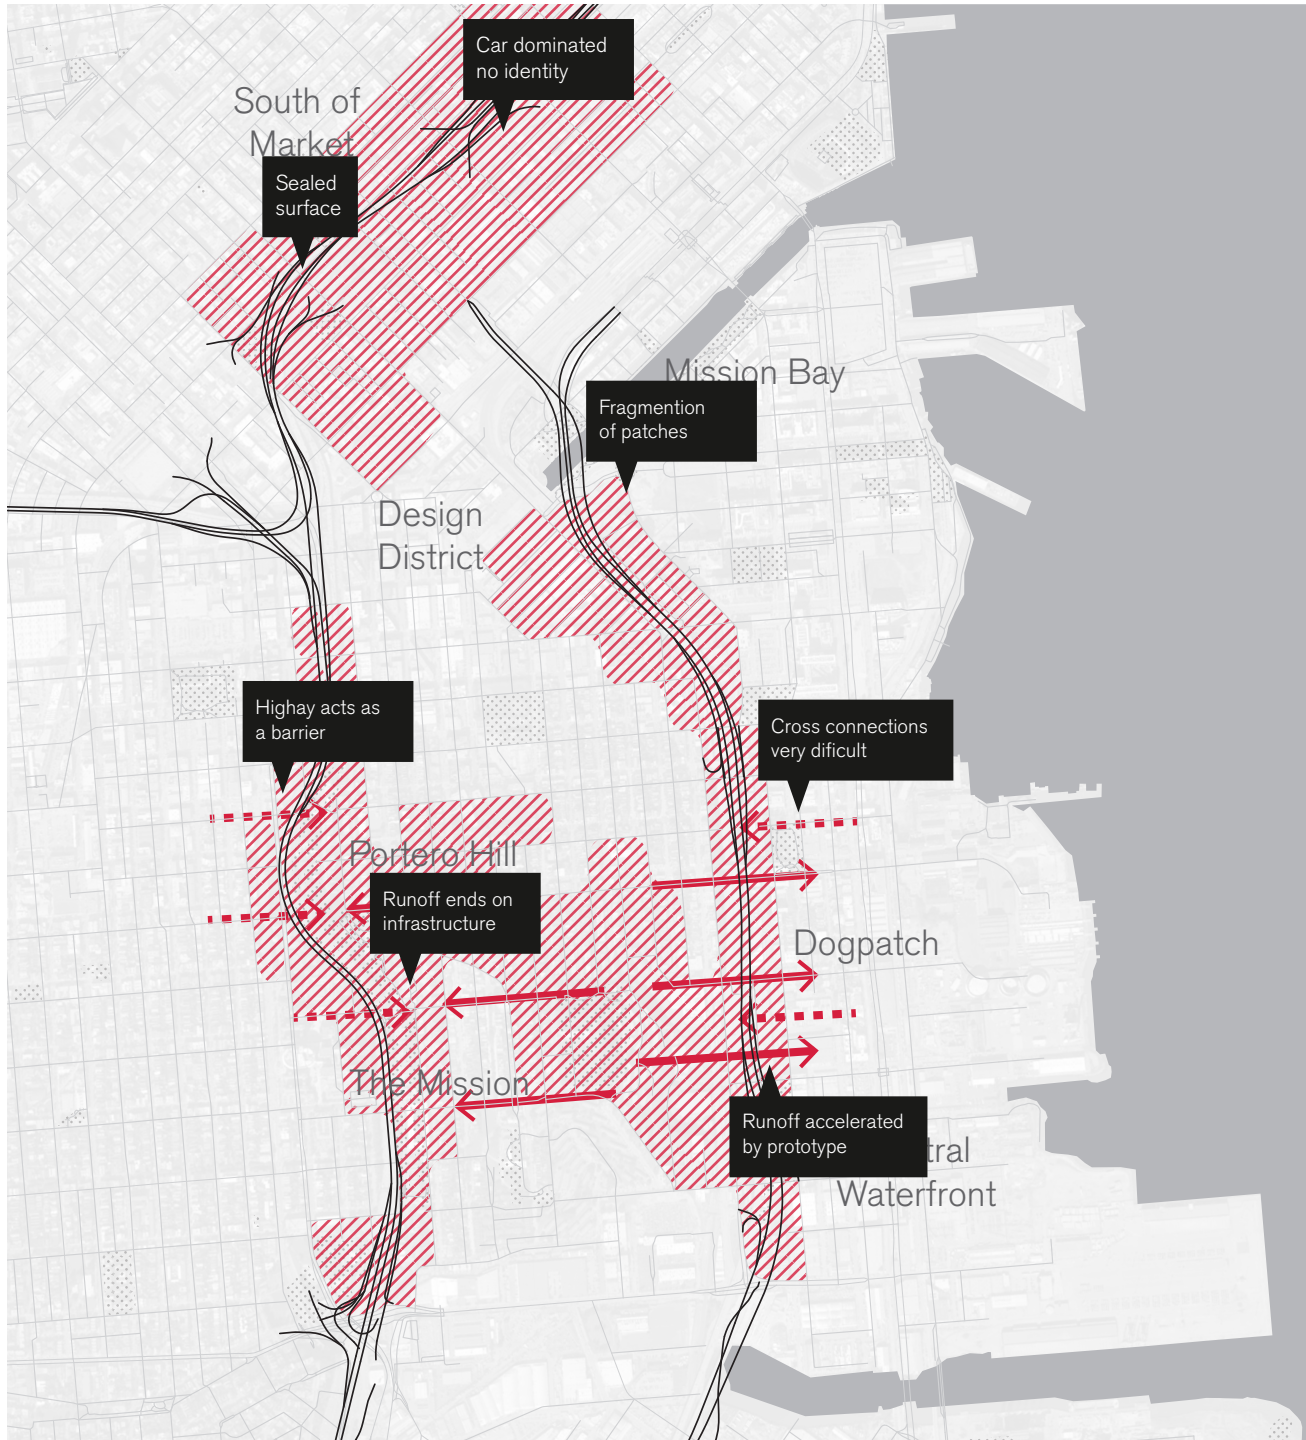 Car dominated
no identity
South of
Market
Sealed
surface
Mission Bay
Fragmention
of patches
Design
District
Highay acts as
a barrier
Cross connections
very dificult
Portero Hill
Runoff ends on
infrastructure
Dogpatch
The Mission
Runoff accelerated
by prototype
tral
Waterfront